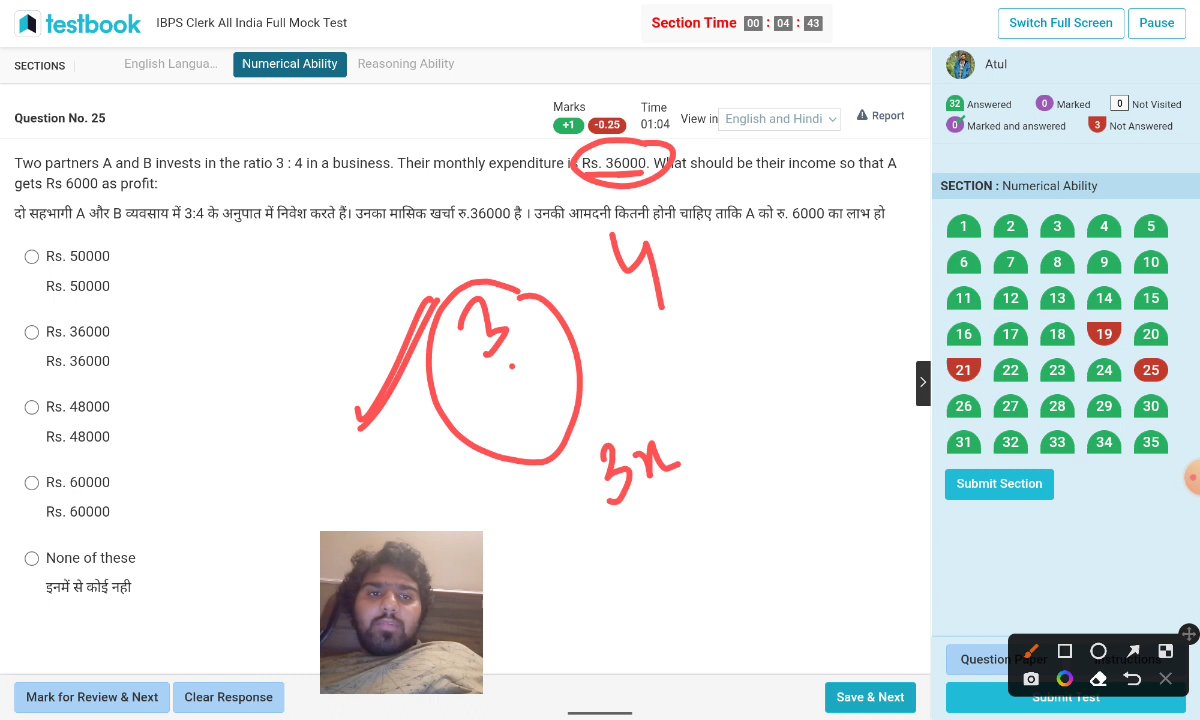 testbook
IBPS Clerk All India Full Mock Test
Section Time 00 : 04 : 43
Switch Full Screen
Pause
SECTIONS
English Langua...
Numerical Ability
Reasoning Ability
Atul
32 Answered
0 Marked
0 Not Visited
0 Marked and answered
3 Not Answered
Question No. 25
Marks
+1 -0.25
Time
01:04
View in English and Hindi
Report
Two partners A and B invests in the ratio 3 : 4 in a business. Their monthly expenditure is Rs. 36000. What should be their income so that A
gets Rs 6000 as profit:
दो सहभागी A और B व्यवसाय में 3:4 के अनुपात में निवेश करते हैं। उनका मासिक खर्चा रु.36000 है । उनकी आमदनी कितनी होनी चाहिए ताकि A को रु. 6000 का लाभ हो
Rs. 50000
Rs. 50000
Rs. 36000
Rs. 36000
Rs. 48000
Rs. 48000
Rs. 60000
Rs. 60000
None of these
इनमें से कोई नही
4
3
3x
SECTION : Numerical Ability
1 2 3 4 5
6 7 8 9 10
11 12 13 14 15
16 17 18 19 20
21 22 23 24 25
26 27 28 29 30
31 32 33 34 35
Submit Section
Question Paper
Instructions
Mark for Review & Next
Clear Response
Save & Next
Submit Test